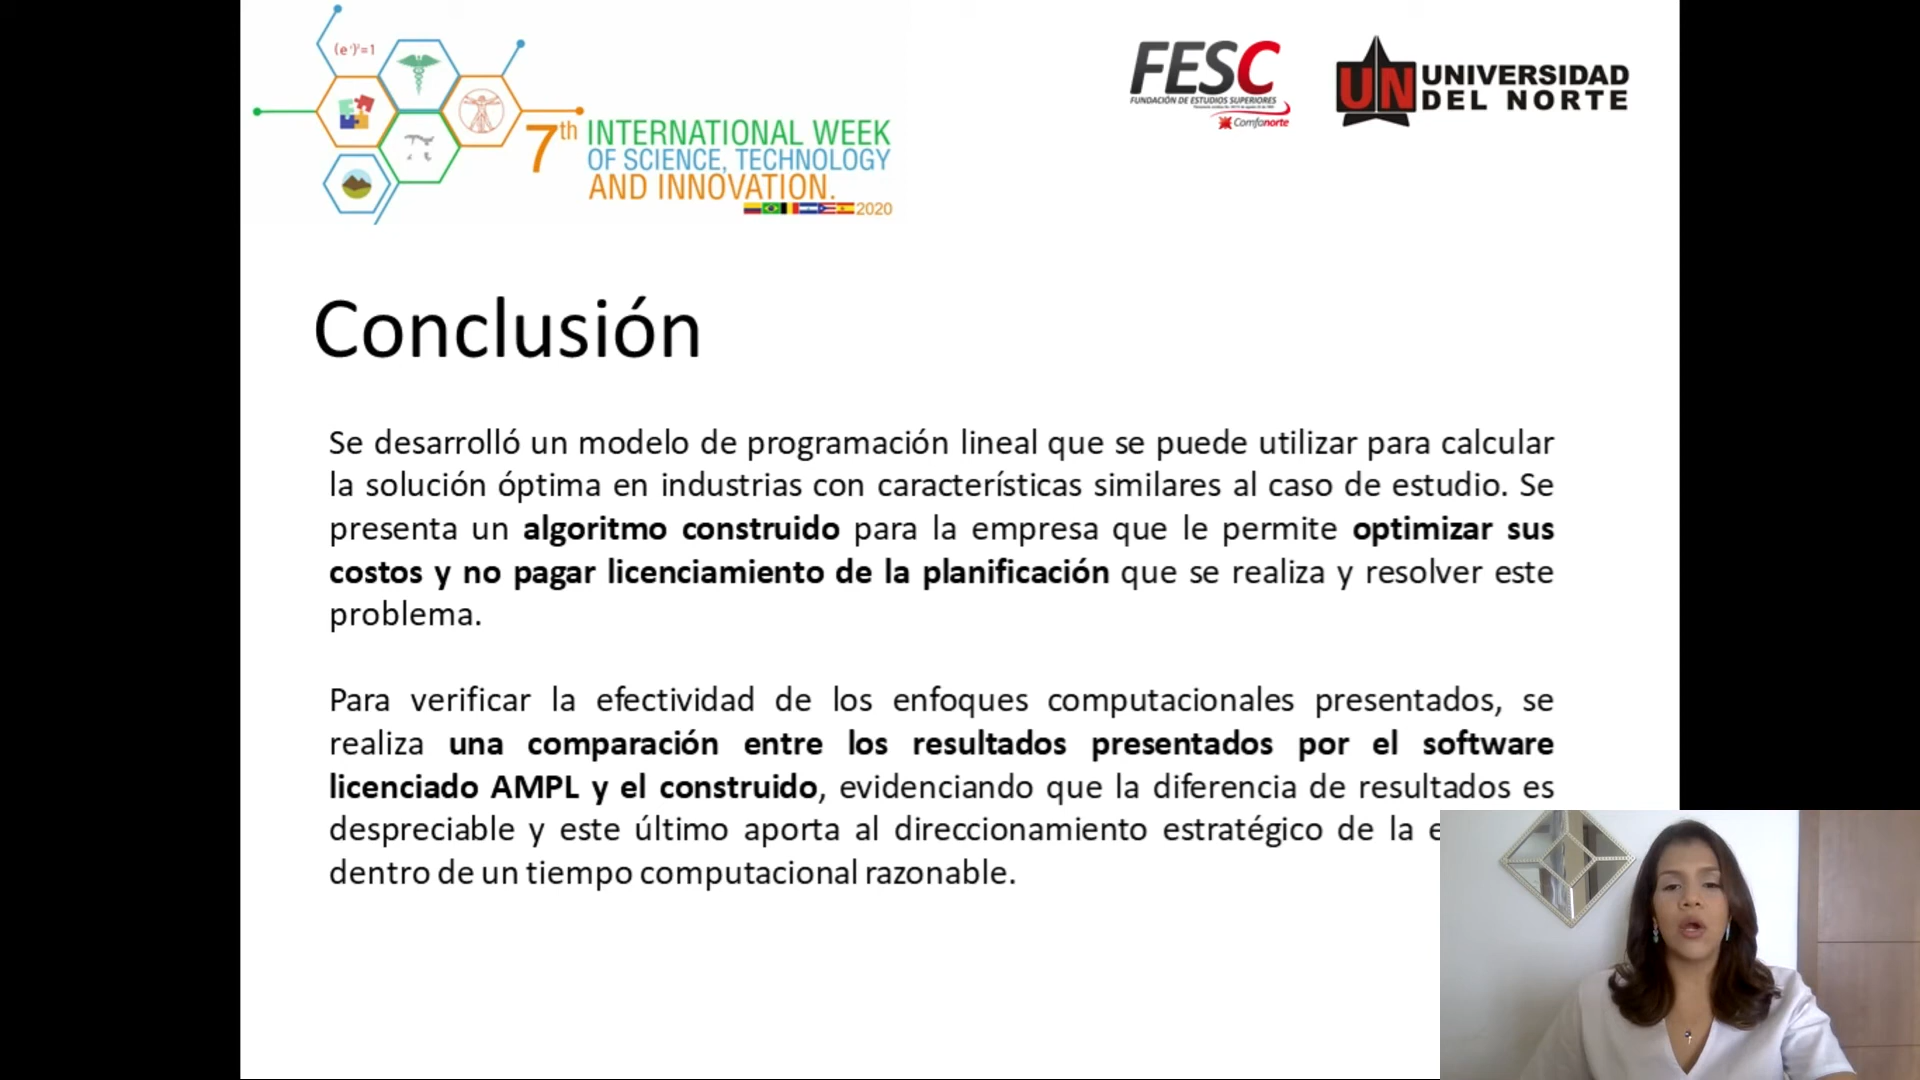 (e^i)²=1
7th INTERNATIONAL WEEK
OF SCIENCE, TECHNOLOGY
AND INNOVATION.
2020
FESC
FUNDACIÓN DE ESTUDIOS SUPERIORES
Comfanorte
UN UNIVERSIDAD
DEL NORTE
Conclusión
Se desarrolló un modelo de programación lineal que se puede utilizar para calcular
la solución óptima en industrias con características similares al caso de estudio. Se
presenta un algoritmo construido para la empresa que le permite optimizar sus
costos y no pagar licenciamiento de la planificación que se realiza y resolver este
problema.
Para verificar la efectividad de los enfoques computacionales presentados, se
realiza una comparación entre los resultados presentados por el software
licenciado AMPL y el construido, evidenciando que la diferencia de resultados es
despreciable y este último aporta al direccionamiento estratégico de la
dentro de un tiempo computacional razonable.